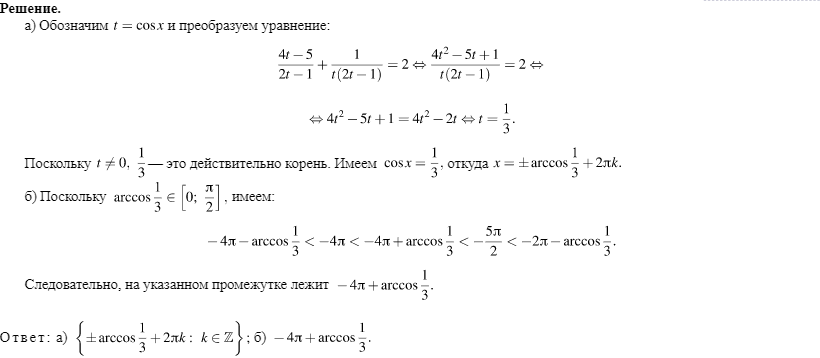 Решение.
а) Обозначим t = cos x и преобразуем уравнение:
(4t − 5)/(2t − 1) + 1/(t(2t − 1)) = 2 ⇔ (4t² − 5t + 1)/(t(2t − 1)) = 2 ⇔
⇔ 4t² − 5t + 1 = 4t² − 2t ⇔ t = 1/3.
Поскольку t ≠ 0, 1/3 — это действительно корень. Имеем cos x = 1/3, откуда x = ± arccos 1/3 + 2πk.
б) Поскольку arccos 1/3 ∈ [0; π/2], имеем:
− 4π − arccos 1/3 < −4π < −4π + arccos 1/3 < − 5π/2 < −2π − arccos 1/3.
Следовательно, на указанном промежутке лежит − 4π + arccos 1/3.
Ответ: а) {± arccos 1/3 + 2πk : k ∈ ℤ}; б) − 4π + arccos 1/3.